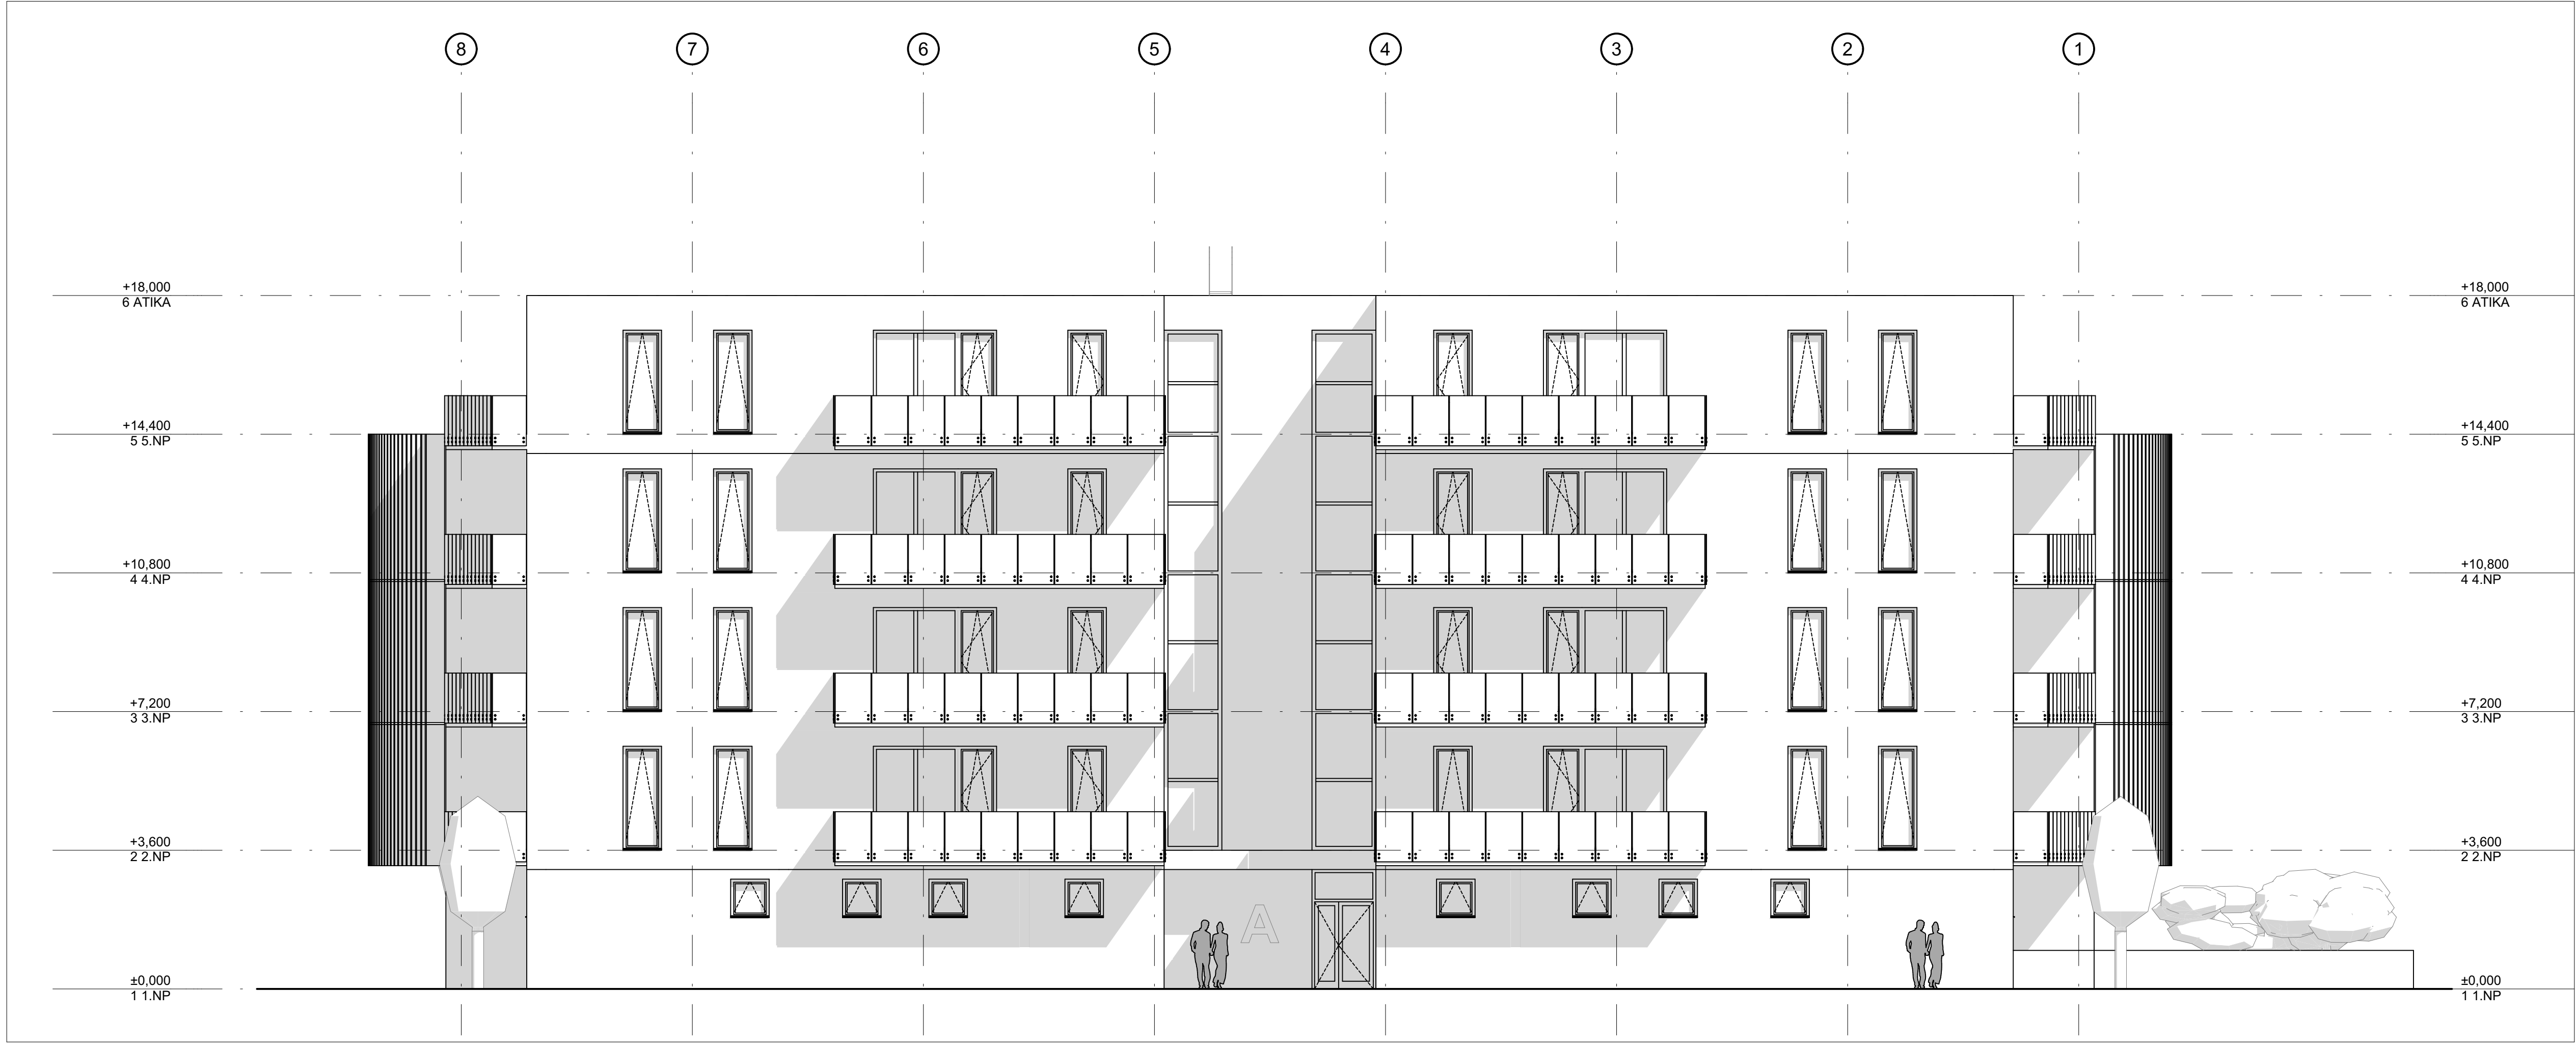 8 7 6 5 4 3 2 1
+18,000
6 ATIKA
+18,000
6 ATIKA
+14,400
5 5.NP
+14,400
5 5.NP
+10,800
4 4.NP
+10,800
4 4.NP
+7,200
3 3.NP
+7,200
3 3.NP
+3,600
2 2.NP
+3,600
2 2.NP
A
±0,000
1 1.NP
±0,000
1 1.NP